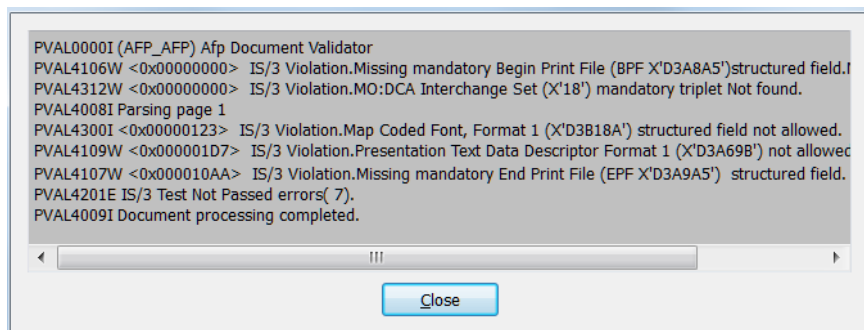 PVAL0000I (AFP_AFP) Afp Document Validator
PVAL4106W <0x00000000>  IS/3 Violation.Missing mandatory Begin Print File (BPF X'D3A8A5')structured field.
PVAL4312W <0x00000000>  IS/3 Violation.MO:DCA Interchange Set (X'18') mandatory triplet Not found.
PVAL4008I Parsing page 1
PVAL4300I <0x00000123>  IS/3 Violation.Map Coded Font, Format 1 (X'D3B18A') structured field not allowed.
PVAL4109W <0x000001D7>  IS/3 Violation.Presentation Text Data Descriptor Format 1 (X'D3A69B') not allowed
PVAL4107W <0x000010AA>  IS/3 Violation.Missing mandatory End Print File (EPF X'D3A9A5')  structured field.
PVAL4201E IS/3 Test Not Passed errors( 7).
PVAL4009I Document processing completed.
Close